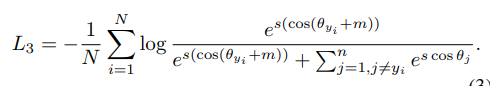 $$L_3 = -\frac{1}{N}\sum_{i=1}^{N}\log\frac{e^{s(\cos(\theta_{y_i}+m))}}{e^{s(\cos(\theta_{y_i}+m))}+\sum_{j=1,j\neq y_i}^{n}e^{s\cos\theta_j}}.$$